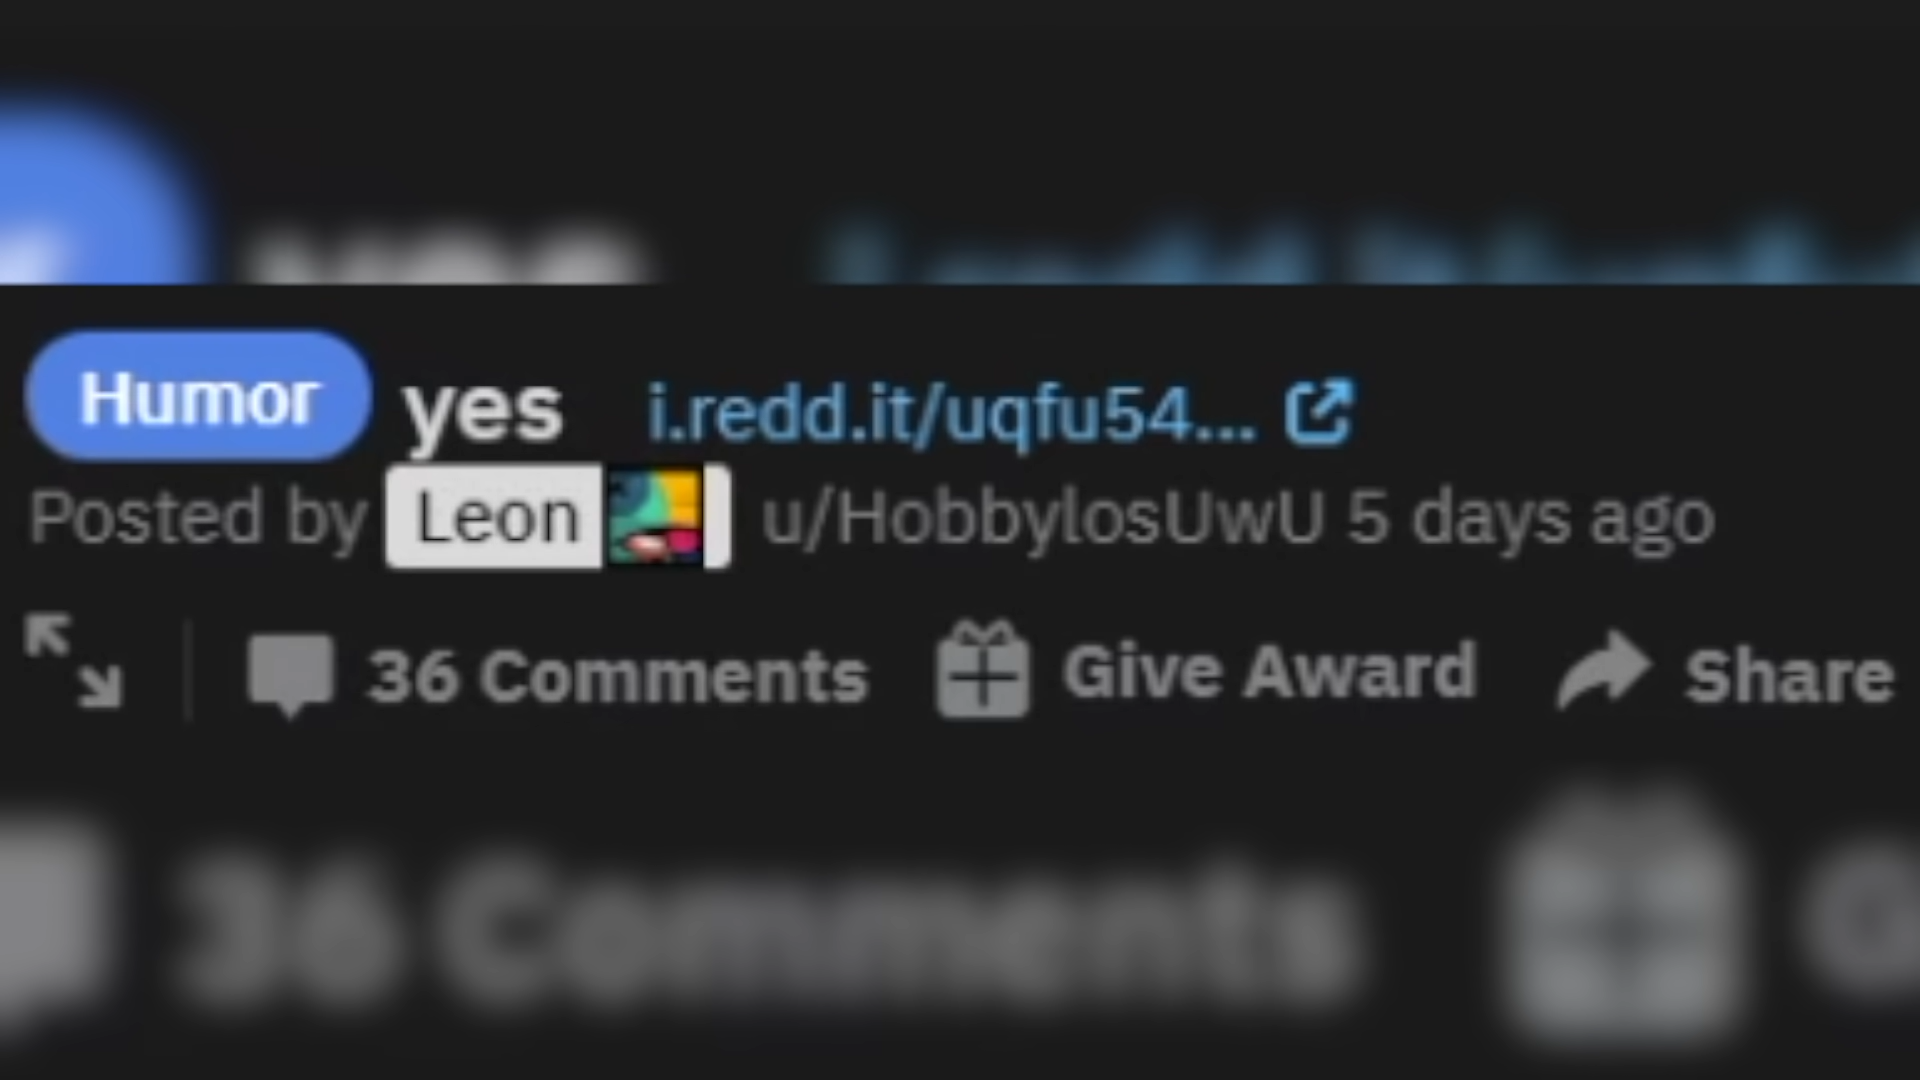 Humor yes i.redd.it/uqfu54...
Posted by Leon u/HobbylosUwU 5 days ago
36 Comments Give Award Share
36 Comments